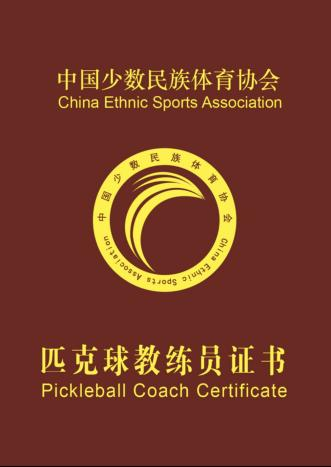 中国少数民族体育协会
China Ethnic Sports Association
中国少数民族体育协会
China Ethnic Sports Association
匹克球教练员证书
Pickleball Coach Certificate